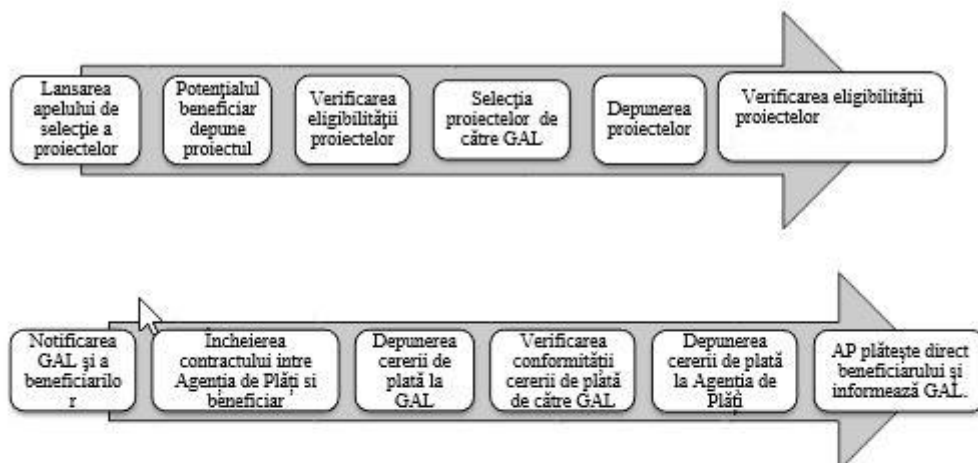 Lansarea
apelului de
selecție a
proiectelor
Potențialul
beneficiar
depune
proiectul
Verificarea
eligibilității
proiectelor
Selecția
proiectelor de
către GAL
Depunerea
proiectelor
Verificarea eligibilității
proiectelor
Notificarea
GAL și a
beneficiarilo
r
Încheierea
contractului intre
Agenția de Plăți si
beneficiar
Depunerea
cererii de
plată la
GAL
Verificarea
conformității
cererii de plată
de către GAL
Depunerea
cererii de plată
la Agenția de
Plăți
AP plătește direct
beneficiarului și
informează GAL.